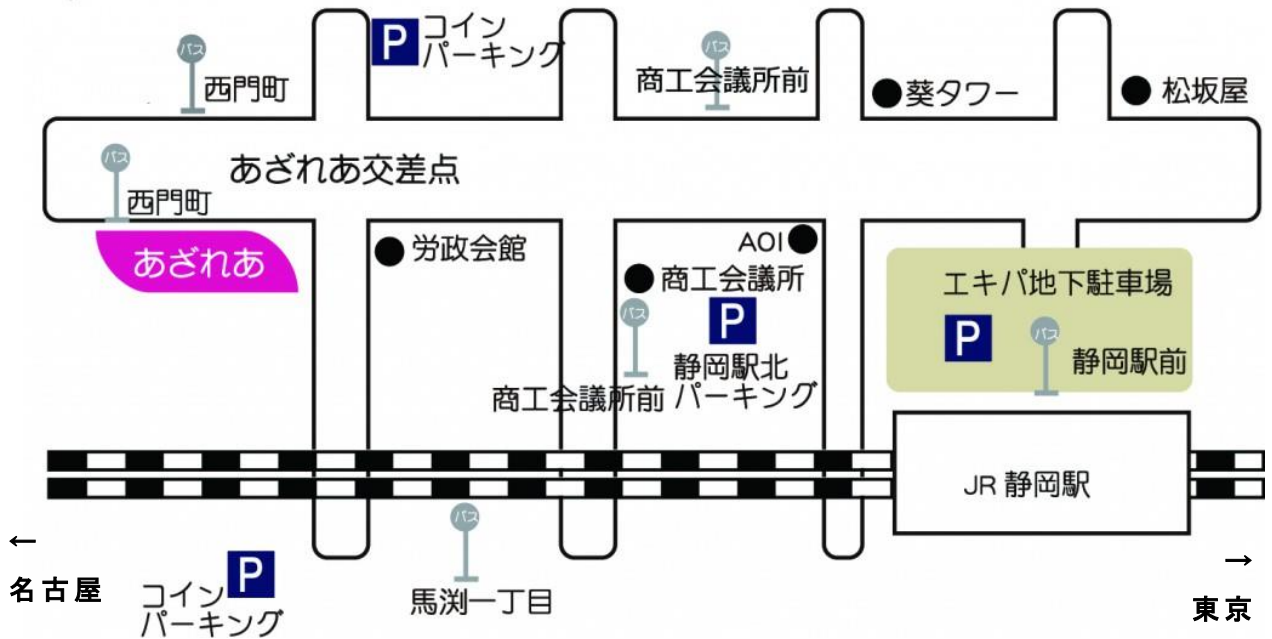 P
コイン
パーキング
バス
西門町
バス
商工会議所前
葵タワー
松坂屋
バス
西門町
あざれあ交差点
あざれあ
労政会館
AOI
商工会議所
バス
商工会議所前
P
静岡駅北
パーキング
エキパ地下駐車場
P
バス
静岡駅前
JR 静岡駅
←
名古屋
P
コイン
パーキング
バス
馬渕一丁目
→
東京